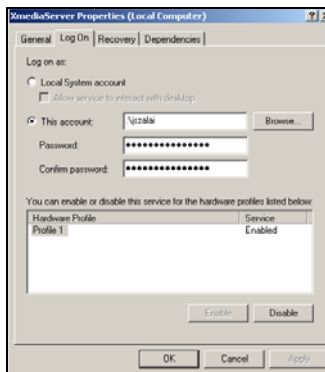 XmediaServer Properties (Local Computer)
General Log On Recovery Dependencies
Log on as:
Local System account
Allow service to interact with desktop
This account: .\jszalai Browse...
Password: •••••••••••••••
Confirm password: •••••••••••••••
You can enable or disable this service for the hardware profiles listed below:
Hardware Profile Service
Profile 1 Enabled
Enable Disable
OK Cancel Apply